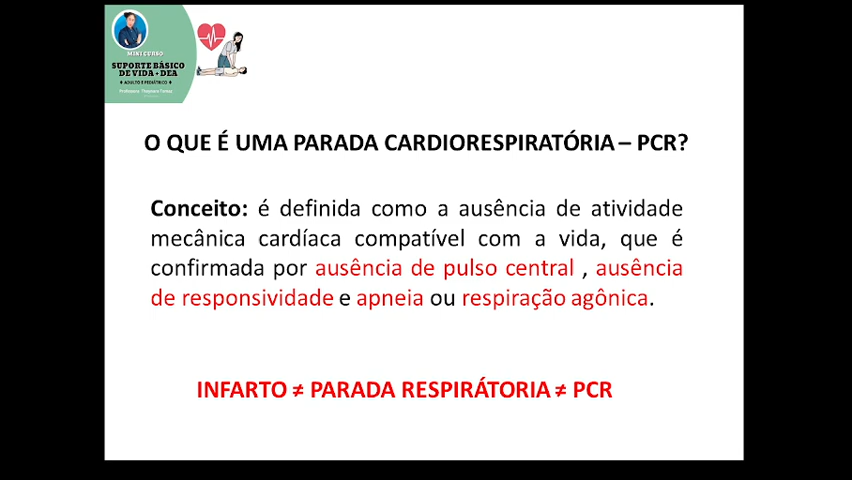 MINI CURSO
SUPORTE BÁSICO
DE VIDA + DEA
ADULTO E PEDIÁTRICO
O QUE É UMA PARADA CARDIORESPIRATÓRIA – PCR?
Conceito: é definida como a ausência de atividade
mecânica cardíaca compatível com a vida, que é
confirmada por ausência de pulso central , ausência
de responsividade e apneia ou respiração agônica.
INFARTO ≠ PARADA RESPIRÁTORIA ≠ PCR